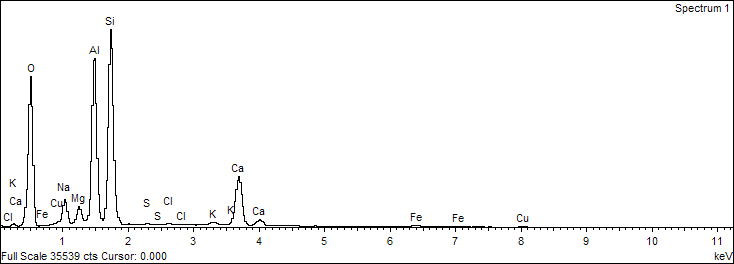 Spectrum 1
Si
Al
O
K
Ca
Cl
Fe
Cu
Na
Mg
S
S
Cl
Cl
K
K
Ca
Ca
Fe
Fe
Cu
1 2 3 4 5 6 7 8 9 10 11
Full Scale 35539 cts Cursor: 0.000 keV